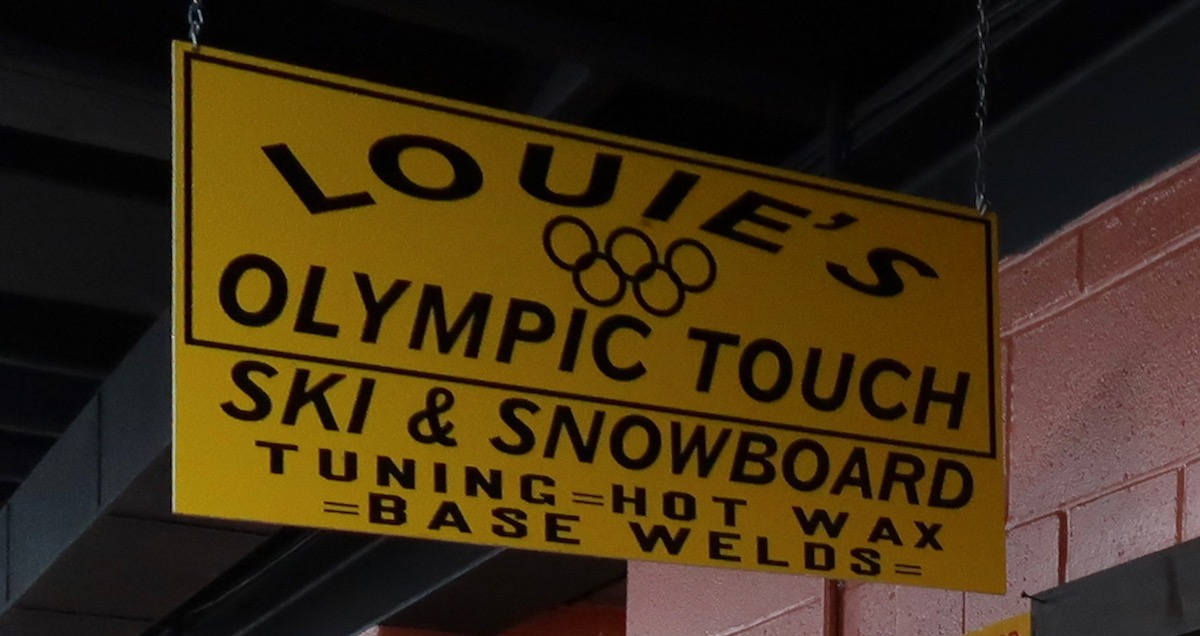 LOUIE'S
OLYMPIC TOUCH
SKI & SNOWBOARD
TUNING=HOT WAX
=BASE WELDS=